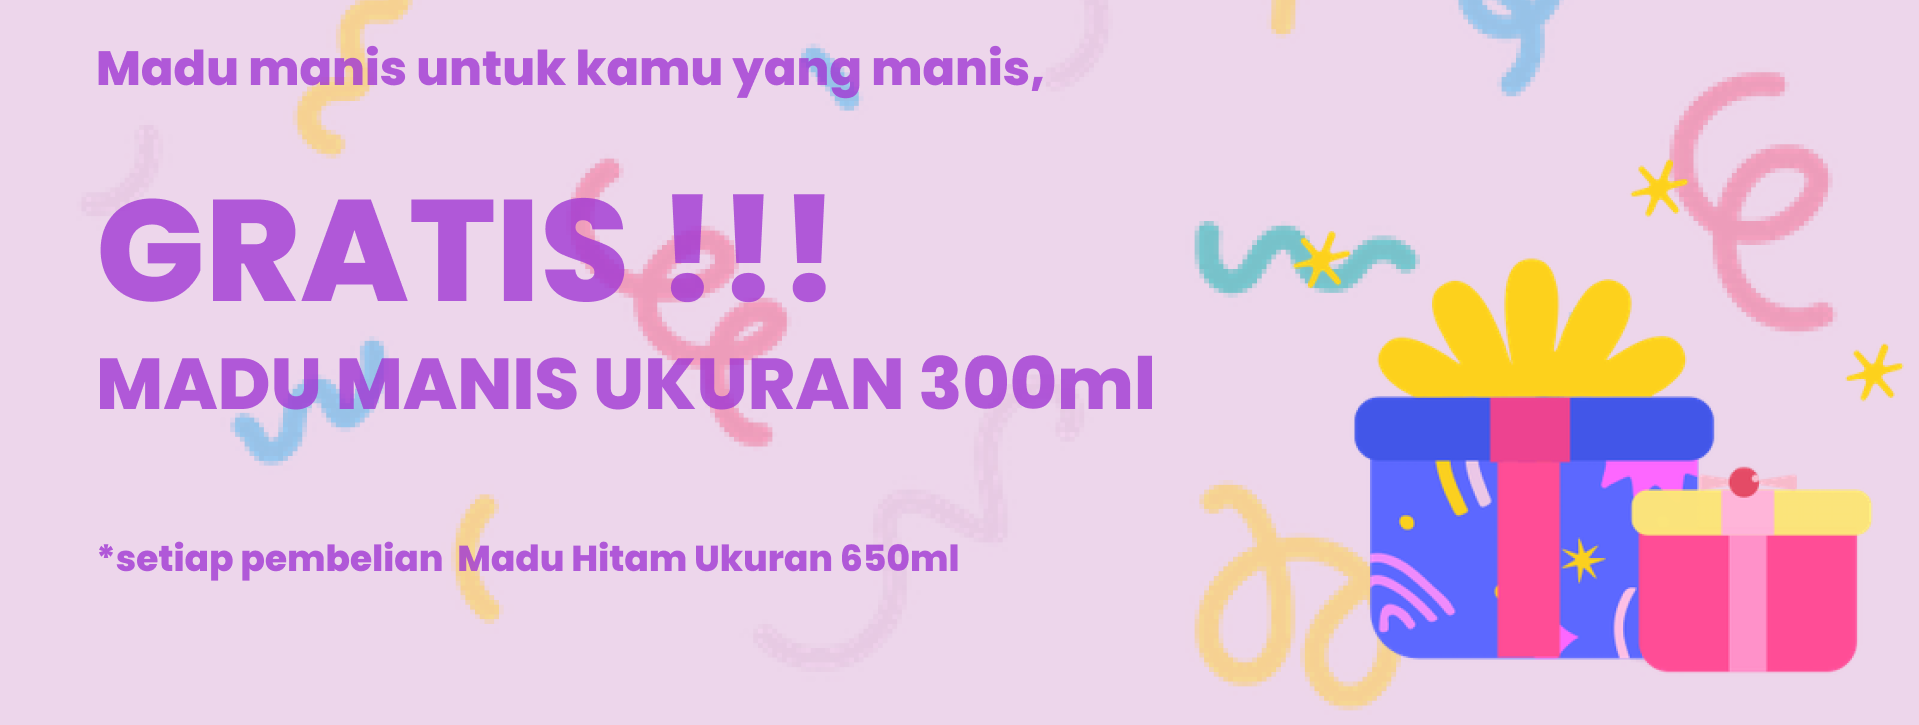 Madu manis untuk kamu yang manis,
GRATIS !!!
MADU MANIS UKURAN 300ml
*setiap pembelian Madu Hitam Ukuran 650ml